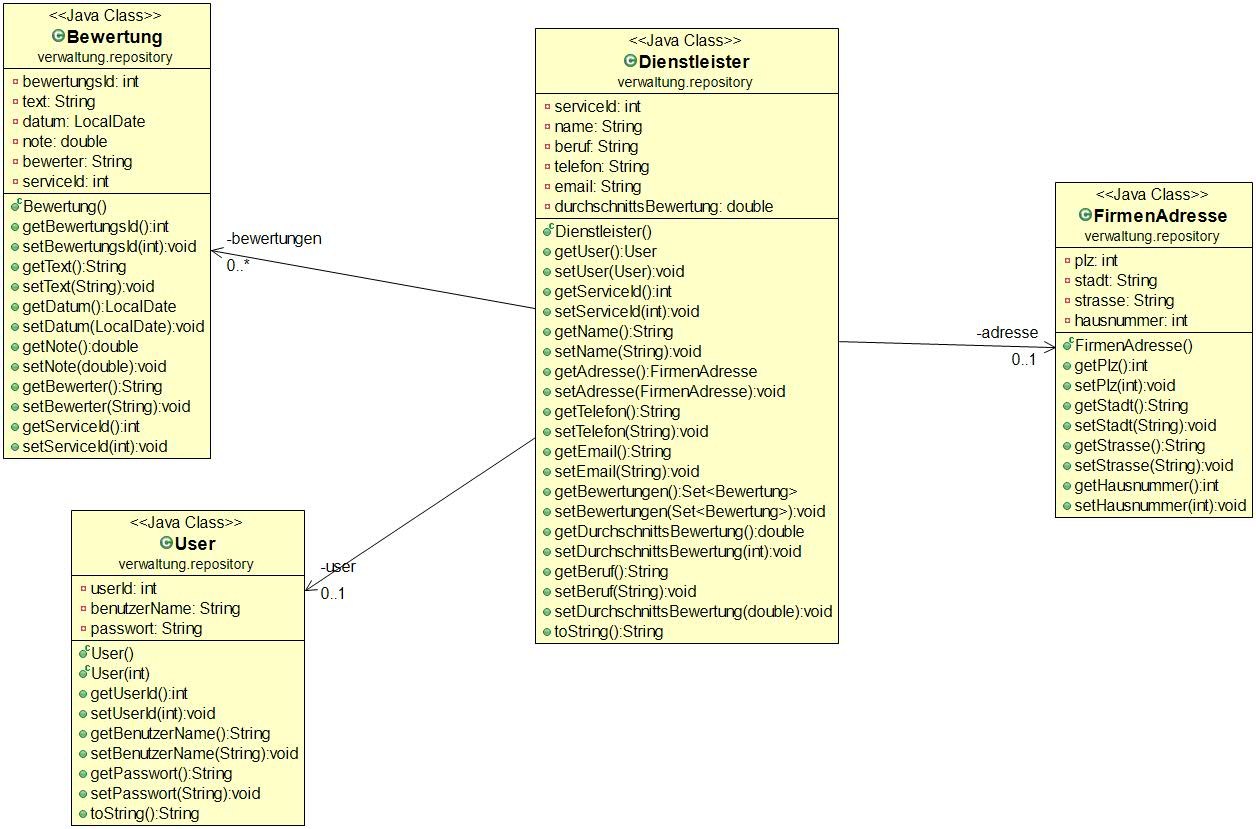 <<Java Class>>
Bewertung
verwaltung.repository
bewertungsId: int
text: String
datum: LocalDate
note: double
bewerter: String
serviceId: int
Bewertung()
getBewertungsId():int
setBewertungsId(int):void
getText():String
setText(String):void
getDatum():LocalDate
setDatum(LocalDate):void
getNote():double
setNote(double):void
getBewerter():String
setBewerter(String):void
getServiceId():int
setServiceId(int):void
-bewertungen
0..*
<<Java Class>>
Dienstleister
verwaltung.repository
serviceId: int
name: String
beruf: String
telefon: String
email: String
durchschnittsBewertung: double
Dienstleister()
getUser():User
setUser(User):void
getServiceId():int
setServiceId(int):void
getName():String
setName(String):void
getAdresse():FirmenAdresse
setAdresse(FirmenAdresse):void
getTelefon():String
setTelefon(String):void
getEmail():String
setEmail(String):void
getBewertungen():Set<Bewertung>
setBewertungen(Set<Bewertung>):void
getDurchschnittsBewertung():double
setDurchschnittsBewertung(int):void
getBeruf():String
setBeruf(String):void
setDurchschnittsBewertung(double):void
toString():String
-adresse
0..1
<<Java Class>>
FirmenAdresse
verwaltung.repository
plz: int
stadt: String
strasse: String
hausnummer: int
FirmenAdresse()
getPlz():int
setPlz(int):void
getStadt():String
setStadt(String):void
getStrasse():String
setStrasse(String):void
getHausnummer():int
setHausnummer(int):void
-user
0..1
<<Java Class>>
User
verwaltung.repository
userId: int
benutzerName: String
passwort: String
User()
User(int)
getUserId():int
setUserId(int):void
getBenutzerName():String
setBenutzerName(String):void
getPasswort():String
setPasswort(String):void
toString():String